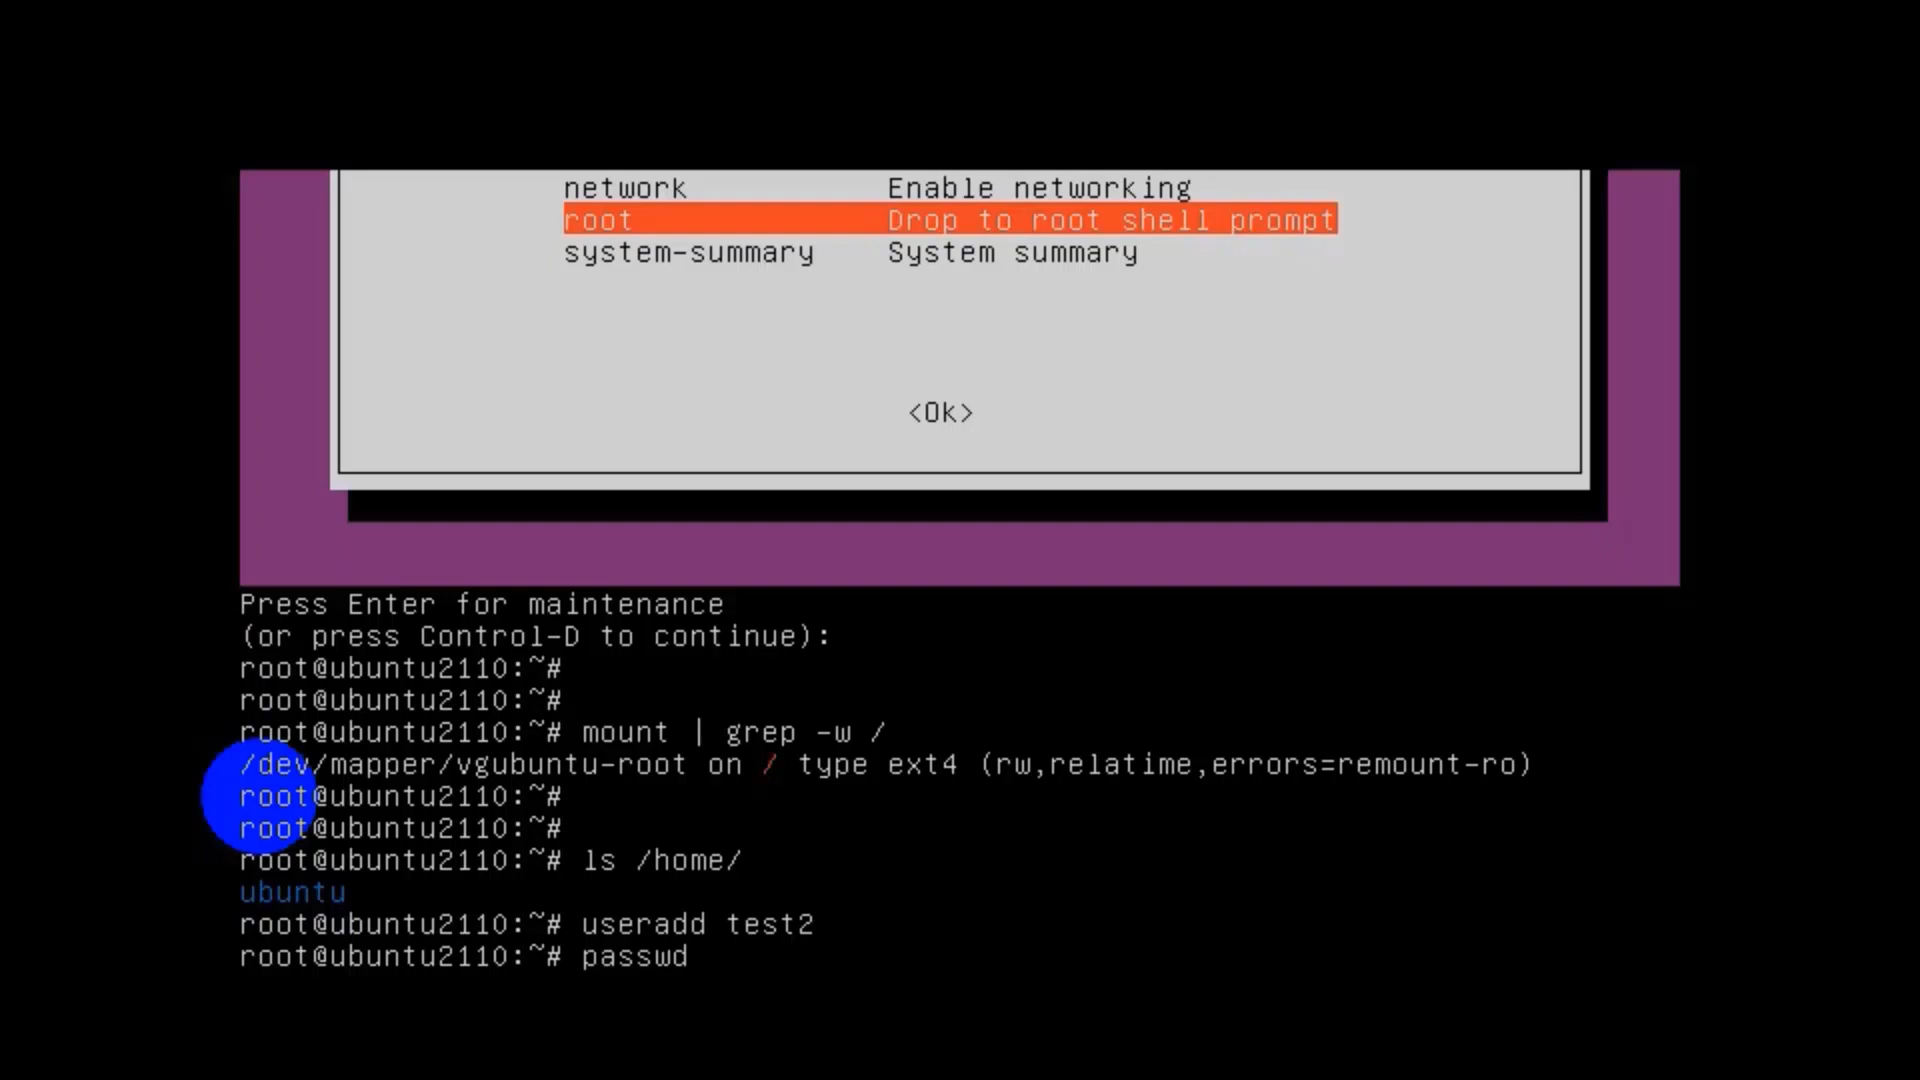 network Enable networking
root Drop to root shell prompt
system-summary System summary
<Ok>
Press Enter for maintenance
(or press Control-D to continue):
root@ubuntu2110:~#
root@ubuntu2110:~#
root@ubuntu2110:~# mount | grep -w /
/dev/mapper/vgubuntu-root on / type ext4 (rw,relatime,errors=remount-ro)
root@ubuntu2110:~#
root@ubuntu2110:~#
root@ubuntu2110:~# ls /home/
ubuntu
root@ubuntu2110:~# useradd test2
root@ubuntu2110:~# passwd